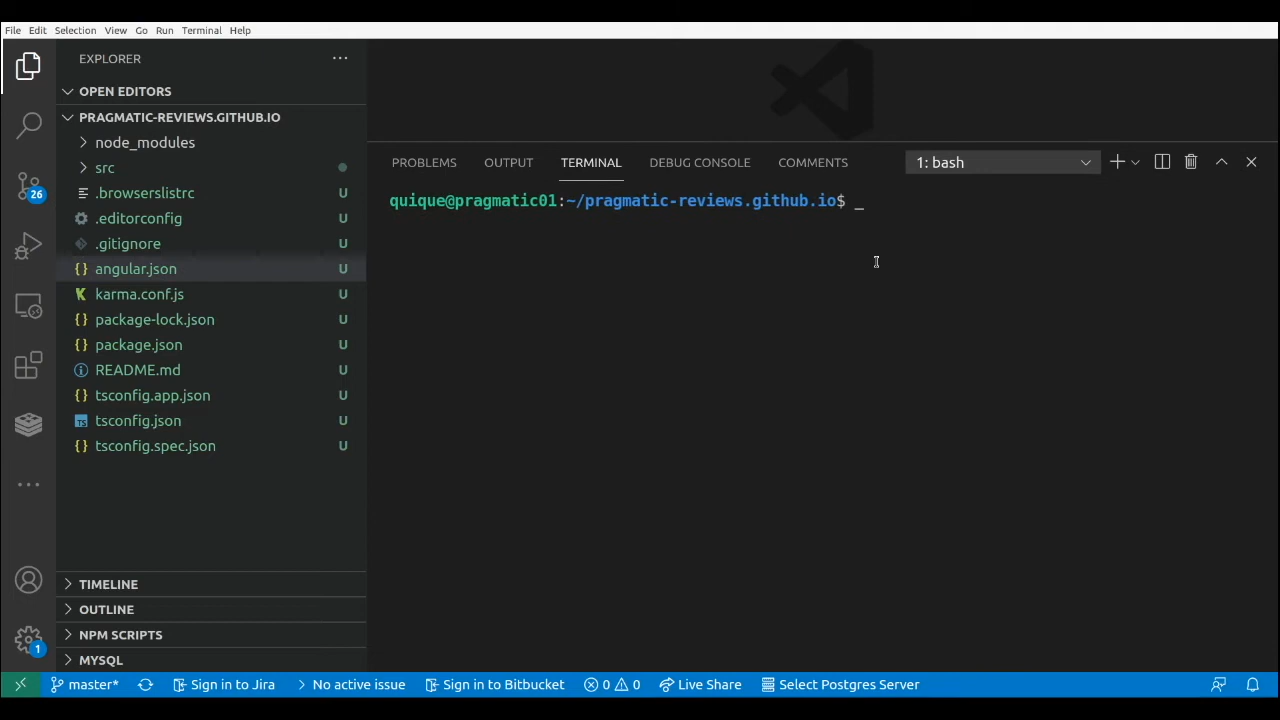 File Edit Selection View Go Run Terminal Help
EXPLORER
OPEN EDITORS
PRAGMATIC-REVIEWS.GITHUB.IO
node_modules
src
.browserslistrc U
.editorconfig U
.gitignore U
{} angular.json U
karma.conf.js U
{} package-lock.json U
{} package.json U
README.md U
{} tsconfig.app.json U
TS tsconfig.json U
{} tsconfig.spec.json U
TIMELINE
OUTLINE
NPM SCRIPTS
MYSQL
26
1
PROBLEMS OUTPUT TERMINAL DEBUG CONSOLE COMMENTS 1: bash
quique@pragmatic01:~/pragmatic-reviews.github.io$ _
master* Sign in to Jira No active issue Sign in to Bitbucket 0 0 Live Share Select Postgres Server